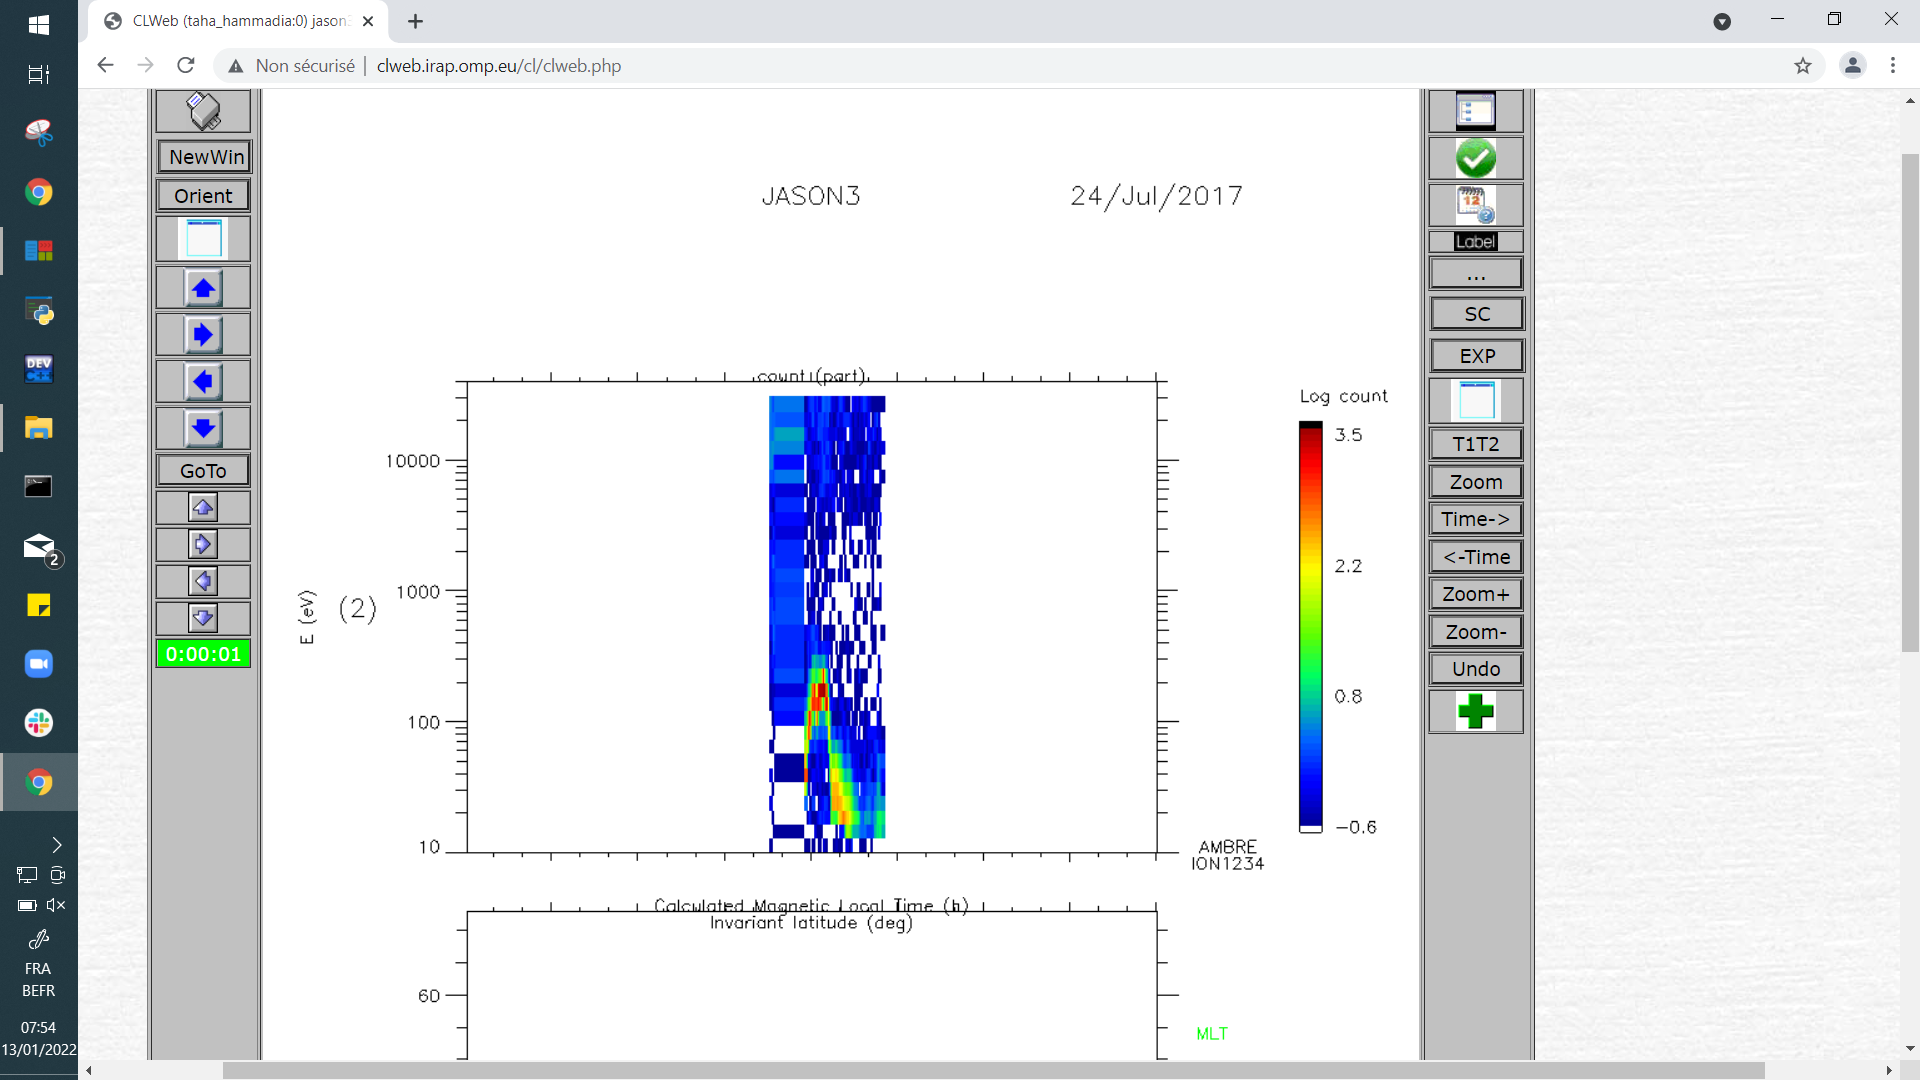 CLWeb (taha_hammadia:0) jason3
Non sécurisé | clweb.irap.omp.eu/cl/clweb.php
NewWin
Orient
GoTo
0:00:01
JASON3 24/Jul/2017
count (part)
E (eV) (2)
10000
1000
100
10
Log count
3.5
2.2
0.8
-0.6
AMBRE
ION1234
Calculated Magnetic Local Time (h)
Invariant latitude (deg)
60
MLT
12
Label
...
SC
EXP
T1T2
Zoom
Time->
<-Time
Zoom+
Zoom-
Undo
DEV
C++
2
FRA
BEFR
07:54
13/01/2022